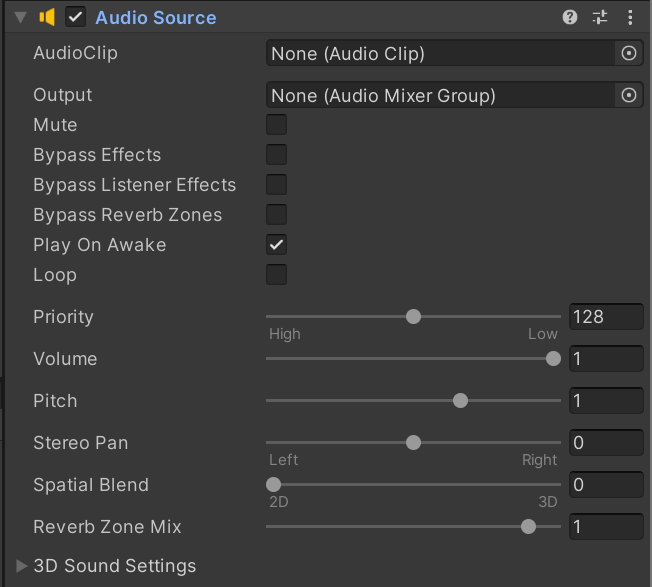 Audio Source
AudioClip None (Audio Clip)
Output None (Audio Mixer Group)
Mute
Bypass Effects
Bypass Listener Effects
Bypass Reverb Zones
Play On Awake
Loop
Priority 128
High Low
Volume 1
Pitch 1
Stereo Pan 0
Left Right
Spatial Blend 0
2D 3D
Reverb Zone Mix 1
3D Sound Settings